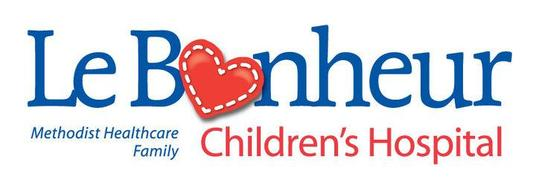 Le Bonheur
Methodist Healthcare
Family
Children's Hospital